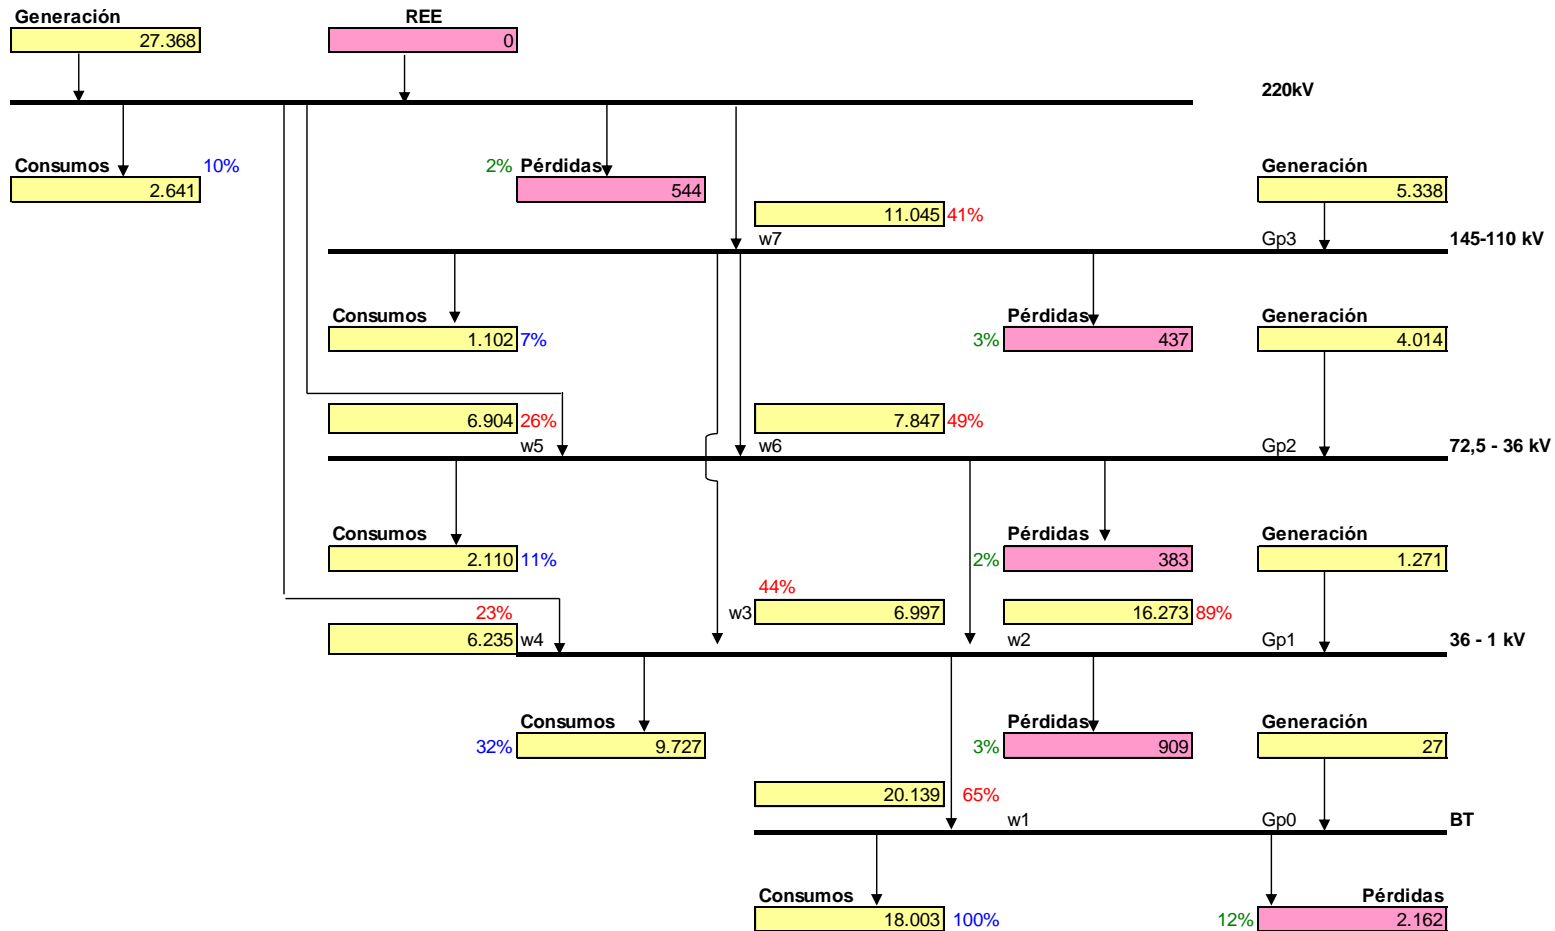 Generación REE
27.368 0
220kV
Consumos 10% 2% Pérdidas Generación
2.641 544 5.338
11.045 41%
w7 Gp3 145-110 kV
Consumos Pérdidas Generación
1.102 7% 3% 437 4.014
6.904 26% 7.847 49%
w5 w6 Gp2 72,5 - 36 kV
Consumos Pérdidas Generación
2.110 11% 2% 383 1.271
44%
23% w3 6.997 16.273 89%
6.235 w4 w2 Gp1 36 - 1 kV
Consumos Pérdidas Generación
32% 9.727 3% 909 27
20.139 65%
w1 Gp0 BT
Consumos Pérdidas
18.003 100% 12% 2.162